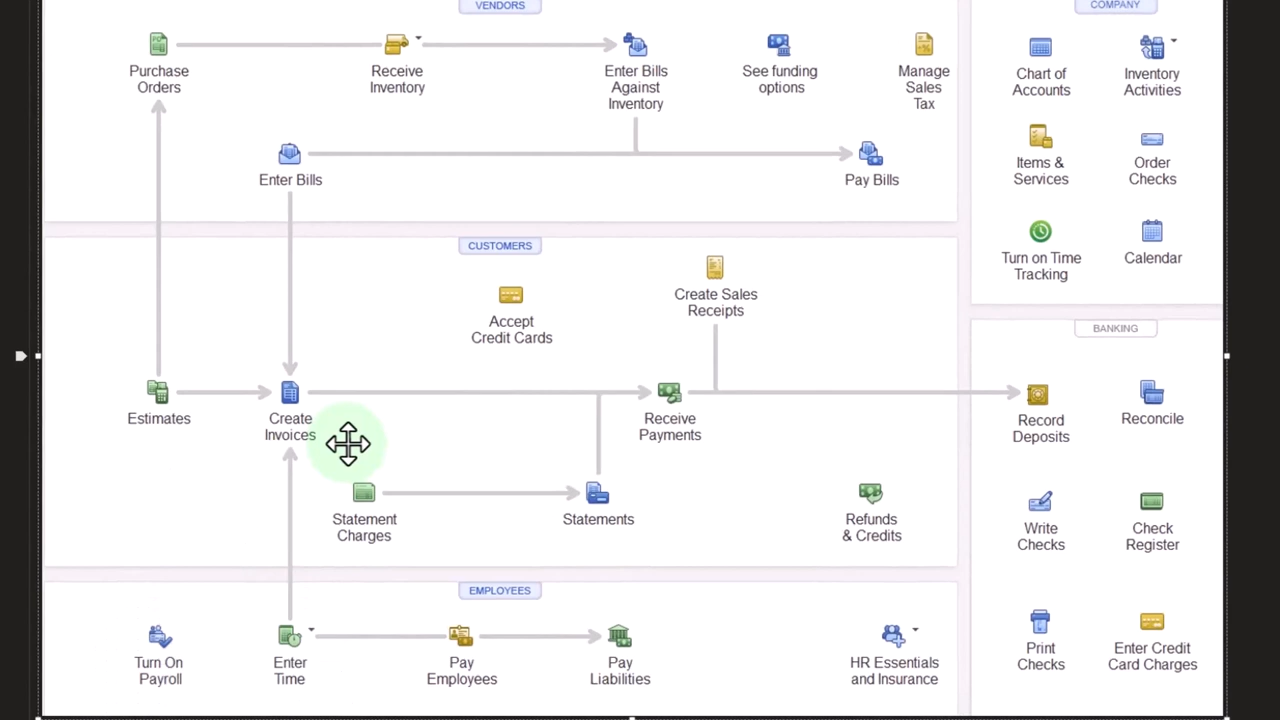 VENDORS
Purchase
Orders
Receive
Inventory
Enter Bills
Against
Inventory
See funding
options
Manage
Sales
Tax
Enter Bills
Pay Bills
CUSTOMERS
Accept
Credit Cards
Create Sales
Receipts
Estimates
Create
Invoices
Receive
Payments
Statement
Charges
Statements
Refunds
& Credits
EMPLOYEES
Turn On
Payroll
Enter
Time
Pay
Employees
Pay
Liabilities
HR Essentials
and Insurance
COMPANY
Chart of
Accounts
Inventory
Activities
Items &
Services
Order
Checks
Turn on Time
Tracking
Calendar
BANKING
Record
Deposits
Reconcile
Write
Checks
Check
Register
Print
Checks
Enter Credit
Card Charges